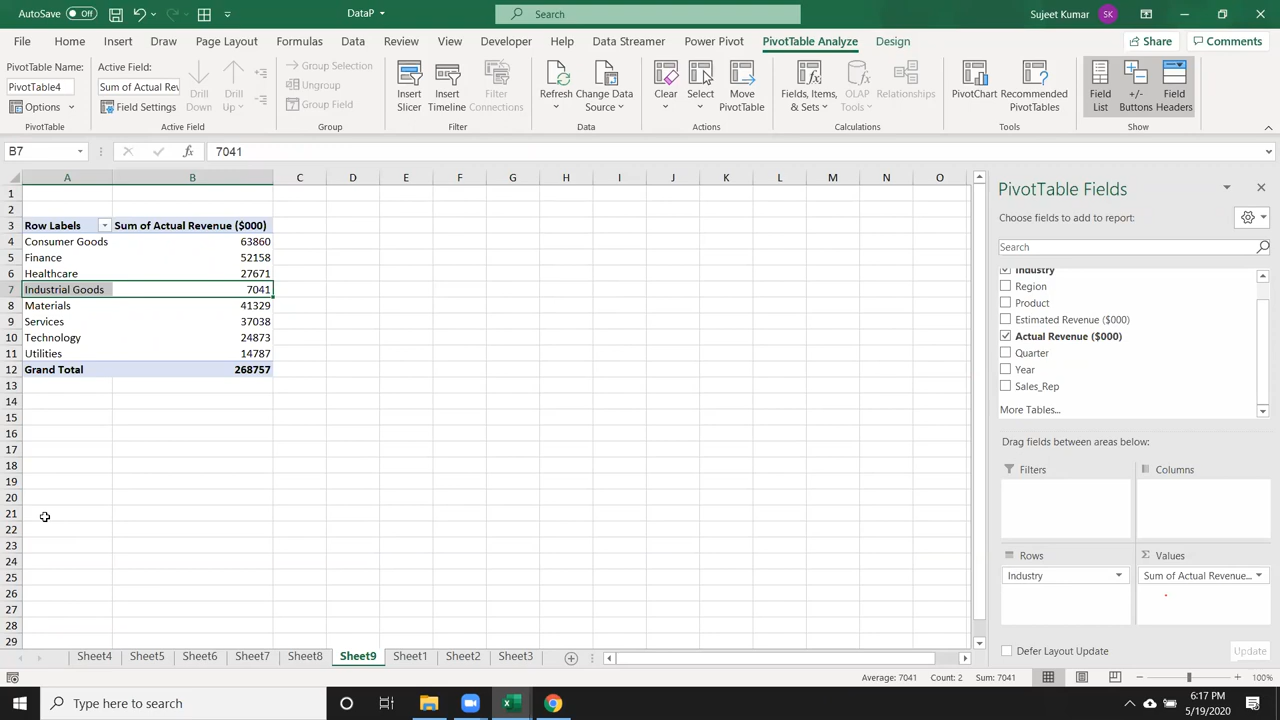 AutoSave Off DataP Search Sujeet Kumar SK
File Home Insert Draw Page Layout Formulas Data Review View Developer Help Data Streamer Power Pivot PivotTable Analyze Design Share Comments
PivotTable Name: Active Field:
PivotTable4 Sum of Actual Rev
Options Field Settings
Drill Down Drill Up
Group Selection
Ungroup
Group Field
Insert Slicer Insert Timeline Filter Connections
Refresh Change Data Source
Clear Select Move PivotTable
Fields, Items, & Sets OLAP Tools Relationships
PivotChart Recommended PivotTables
Field List +/- Buttons Field Headers
PivotTable Active Field Group Filter Data Actions Calculations Tools Show
B7 fx 7041
A B C D E F G H I J K L M N O
1
2
3 Row Labels Sum of Actual Revenue ($000)
4 Consumer Goods 63860
5 Finance 52158
6 Healthcare 27671
7 Industrial Goods 7041
8 Materials 41329
9 Services 37038
10 Technology 24873
11 Utilities 14787
12 Grand Total 268757
13
14
15
16
17
18
19
20
21
22
23
24
25
26
27
28
29
PivotTable Fields
Choose fields to add to report:
Search
Industry
Region
Product
Estimated Revenue ($000)
Actual Revenue ($000)
Quarter
Year
Sales_Rep
More Tables...
Drag fields between areas below:
Filters Columns
Rows Values
Industry Sum of Actual Revenue...
Defer Layout Update Update
Sheet4 Sheet5 Sheet6 Sheet7 Sheet8 Sheet9 Sheet1 Sheet2 Sheet3
Average: 7041 Count: 2 Sum: 7041 100%
Type here to search
6:17 PM
5/19/2020